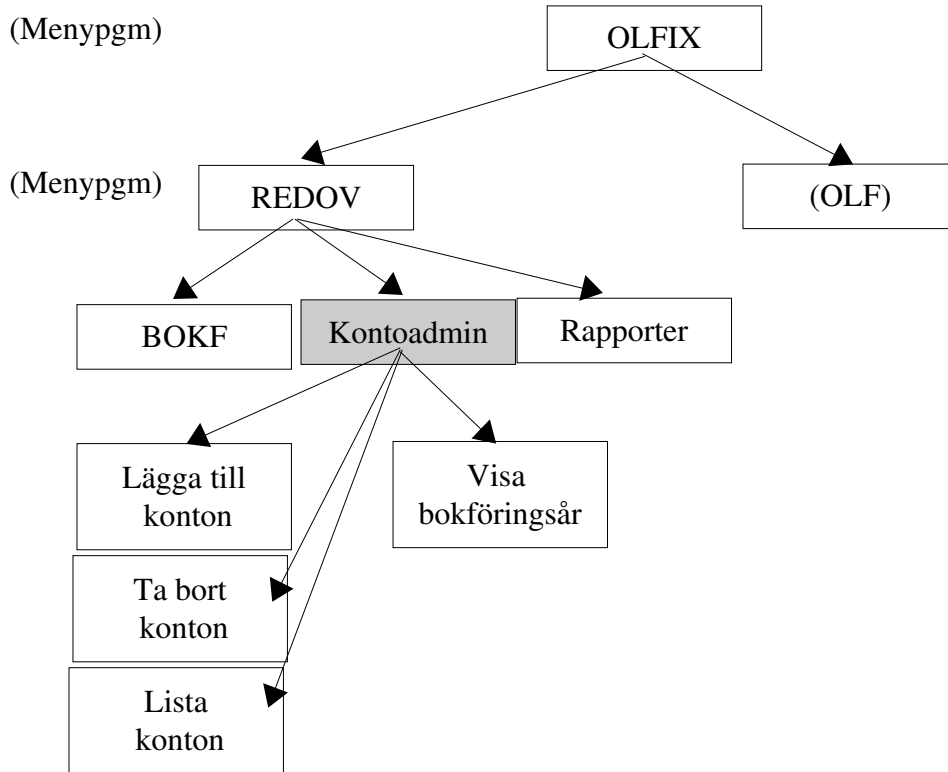 (Menypgm)
OLFIX
(Menypgm)
REDOV
(OLF)
BOKF
Kontoadmin
Rapporter
Lägga till
konton
Visa
bokföringsår
Ta bort
konton
Lista
konton